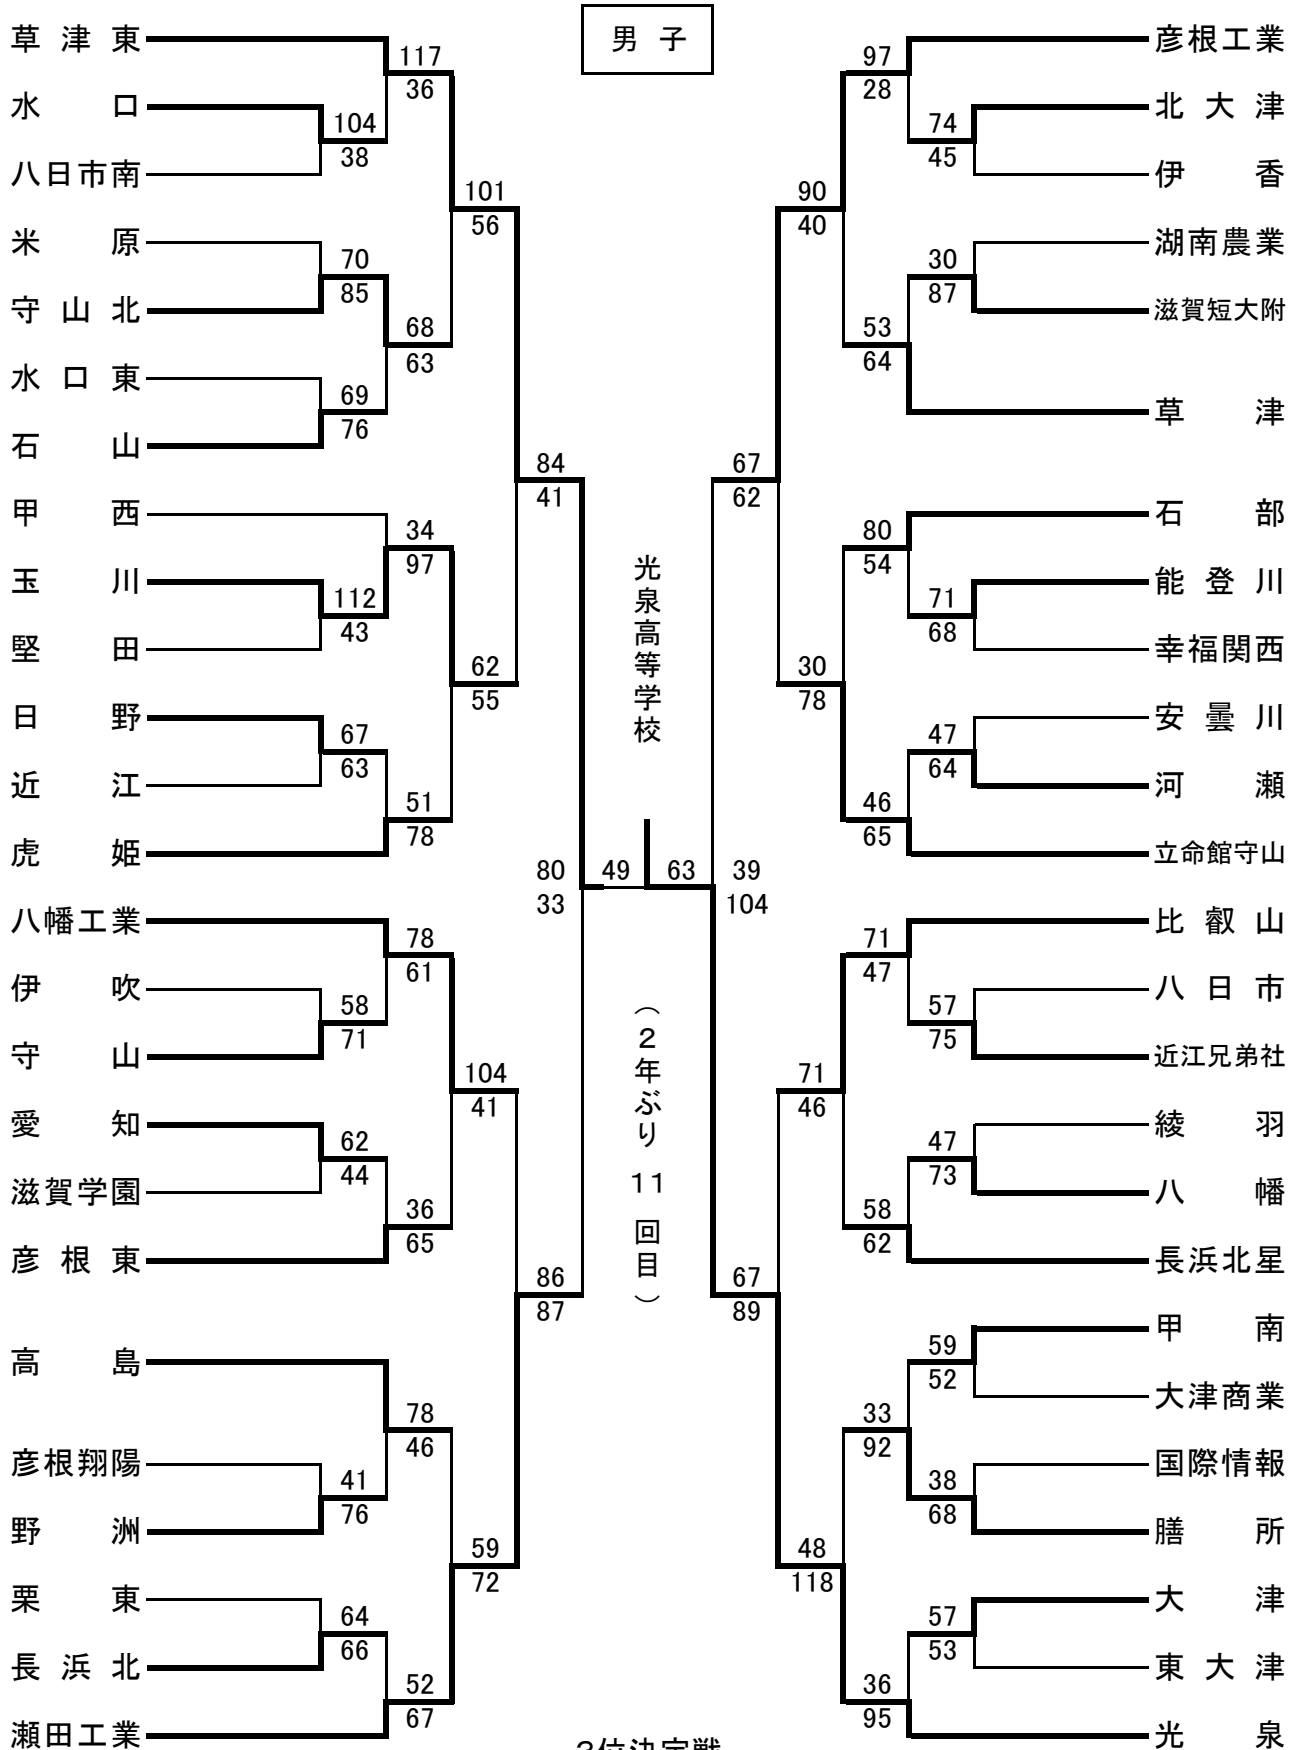 男 子
草 津 東
水 口
八日市南
米 原
守 山 北
水 口 東
石 山
甲 西
玉 川
堅 田
日 野
近 江
虎 姫
八幡工業
伊 吹
守 山
愛 知
滋賀学園
彦 根 東
高 島
彦根翔陽
野 洲
栗 東
長 浜 北
瀬田工業
104
38
70
85
69
76
112
43
67
63
58
71
62
44
41
76
64
66
117
36
68
63
34
97
51
78
78
61
36
65
78
46
52
67
101
56
62
55
104
41
59
72
84
41
86
87
80
33
49
63
39
104
光泉高等学校
(2年ぶり 11 回目)
67
62
67
89
90
40
30
78
71
46
48
118
97
28
53
64
80
54
46
65
71
47
58
62
33
92
36
95
74
45
30
87
71
68
47
64
57
75
47
73
59
52
38
68
57
53
彦根工業
北 大 津
伊 香
湖南農業
滋賀短大附
草 津
石 部
能 登 川
幸福関西
安 曇 川
河 瀬
立命館守山
比 叡 山
八 日 市
近江兄弟社
綾 羽
八 幡
長浜北星
甲 南
大津商業
国際情報
膳 所
大 津
東 大 津
光 泉
3位決定戦